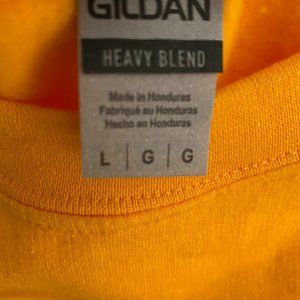 GILDAN
HEAVY BLEND
Made in Honduras
Fabriqué au Honduras
Hecho en Honduras
L | G | G